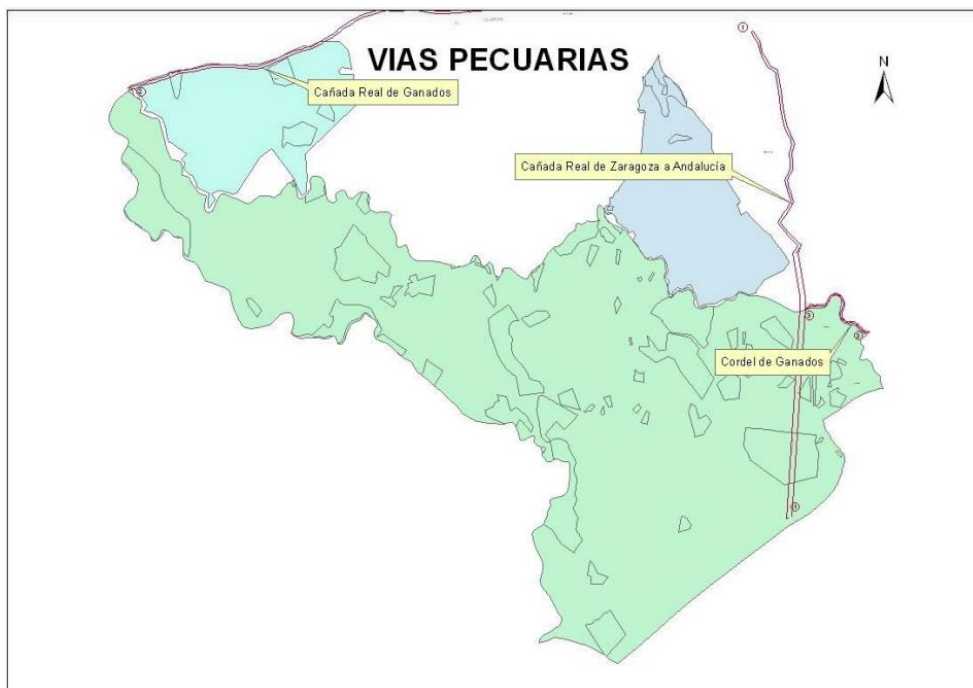 VIAS PECUARIAS
N
Cañada Real de Ganados
Cañada Real de Zaragoza a Andalucía
Cordel de Ganados